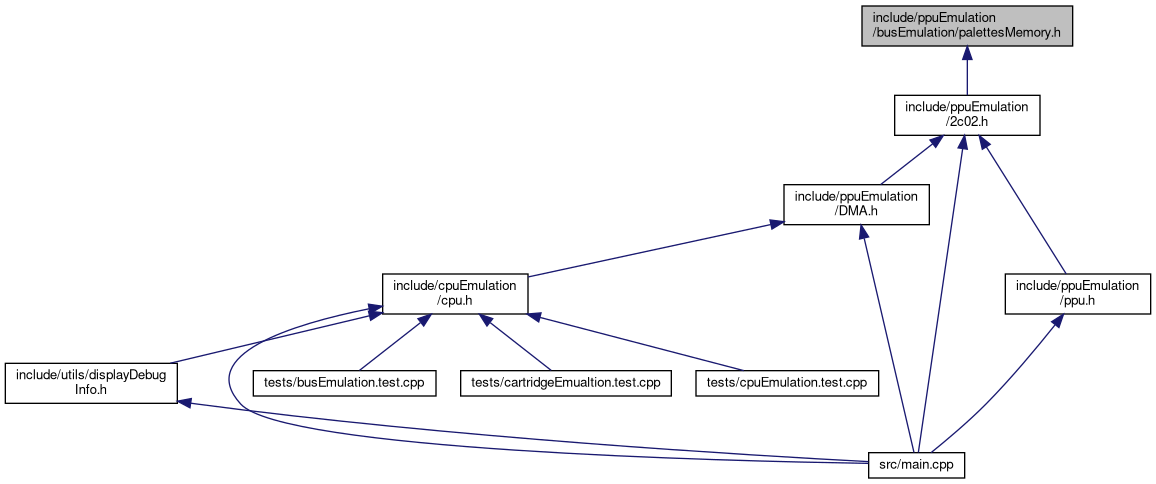 include/ppuEmulation
/busEmulation/palettesMemory.h
include/ppuEmulation
/2c02.h
include/ppuEmulation
/DMA.h
include/cpuEmulation
/cpu.h
include/ppuEmulation
/ppu.h
include/utils/displayDebug
Info.h
tests/busEmulation.test.cpp
tests/cartridgeEmualtion.test.cpp
tests/cpuEmulation.test.cpp
src/main.cpp